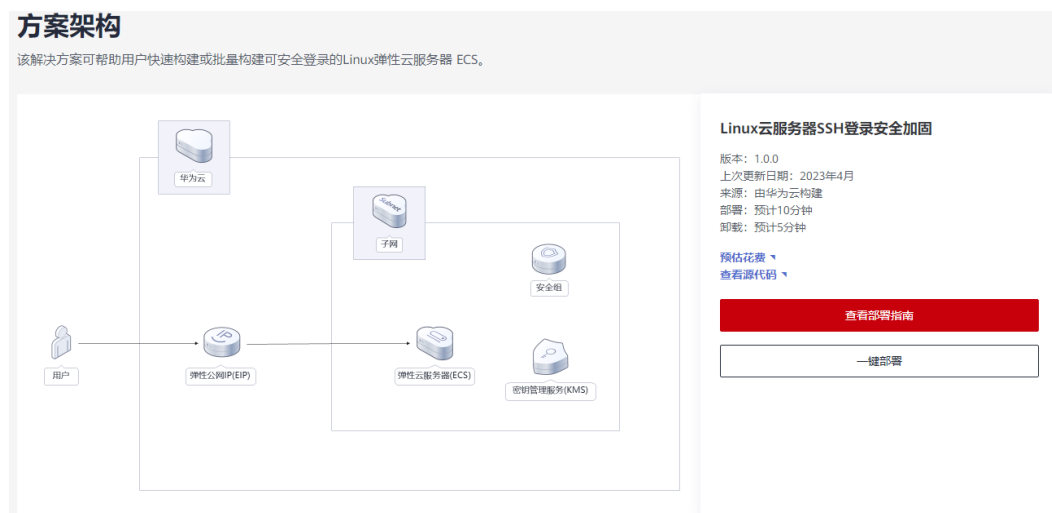 方案架构
该解决方案可帮助用户快速构建或批量构建可安全登录的Linux弹性云服务器 ECS。
华为云
Subnet
子网
安全组
IP
用户
弹性公网IP(EIP)
弹性云服务器(ECS)
密钥管理服务(KMS)
Linux云服务器SSH登录安全加固
版本：1.0.0
上次更新日期：2023年4月
来源：由华为云构建
部署：预计10分钟
卸载：预计5分钟
预估花费
查看源代码
查看部署指南
一键部署